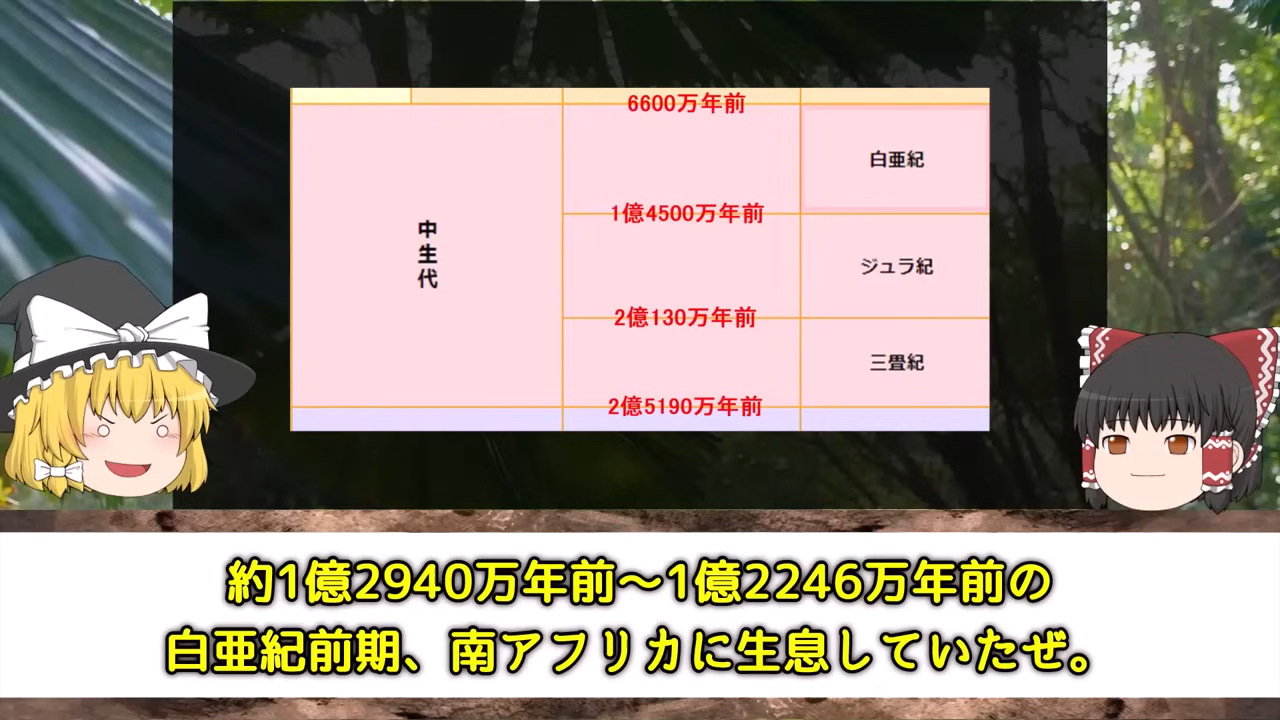 6600万年前
白亜紀
1億4500万年前
中生代
ジュラ紀
2億130万年前
三畳紀
2億5190万年前
約1億2940万年前～1億2246万年前の
白亜紀前期、南アフリカに生息していたぜ。